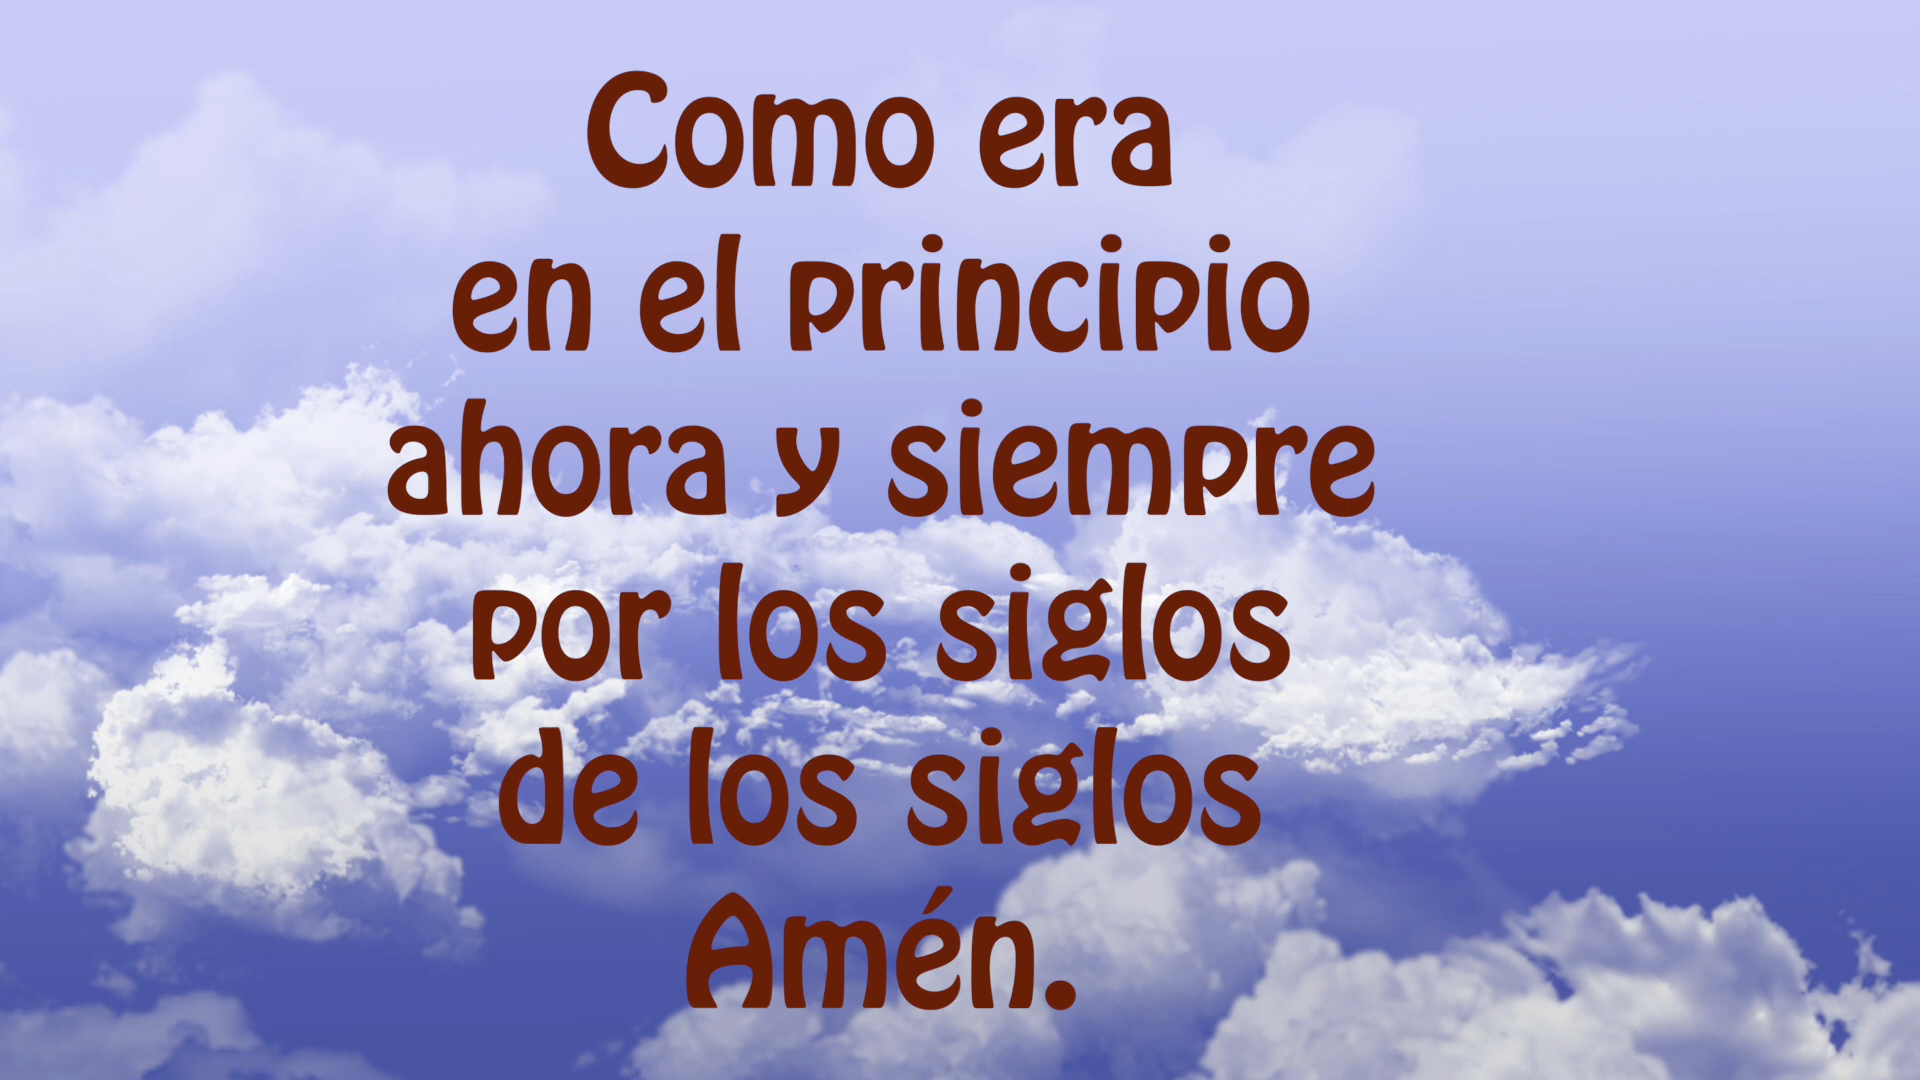 Como era
en el principio
ahora y siempre
por los siglos
de los siglos
Amén.